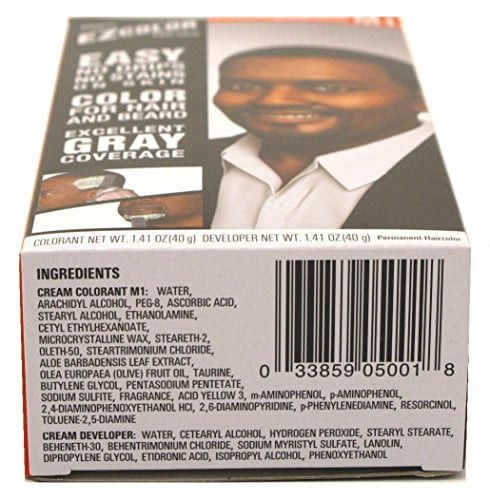 EZCOLOR
EASY
NO DRIPS
NO STAINS
ON SKIN
COLOR
FOR HAIR
AND BEARD
EXCELLENT
GRAY
COVERAGE
COLORANT NET WT. 1.41 OZ(40 g) DEVELOPER NET WT. 1.41 OZ(40 g) Permanent Haircolor
INGREDIENTS
CREAM COLORANT M1: WATER,
ARACHIDYL ALCOHOL, PEG-8, ASCORBIC ACID,
STEARYL ALCOHOL, ETHANOLAMINE,
CETYL ETHYLHEXANOATE,
MICROCRYSTALLINE WAX, STEARETH-2,
OLETH-50, STEARTRIMONIUM CHLORIDE,
ALOE BARBADENSIS LEAF EXTRACT,
OLEA EUROPAEA (OLIVE) FRUIT OIL, TAURINE,
BUTYLENE GLYCOL, PENTASODIUM PENTETATE,
SODIUM SULFITE, FRAGRANCE, ACID YELLOW 3, m-AMINOPHENOL, p-AMINOPHENOL,
2,4-DIAMINOPHENOXYETHANOL HCl, 2,6-DIAMINOPYRIDINE, p-PHENYLENEDIAMINE, RESORCINOL,
TOLUENE-2,5-DIAMINE
CREAM DEVELOPER: WATER, CETEARYL ALCOHOL, HYDROGEN PEROXIDE, STEARYL STEARATE,
BEHENETH-30, BEHENTRIMONIUM CHLORIDE, SODIUM MYRISTYL SULFATE, LANOLIN,
DIPROPYLENE GLYCOL, ETIDRONIC ACID, ISOPROPYL ALCOHOL, PHENOXYETHANOL
0 33859 05001 8